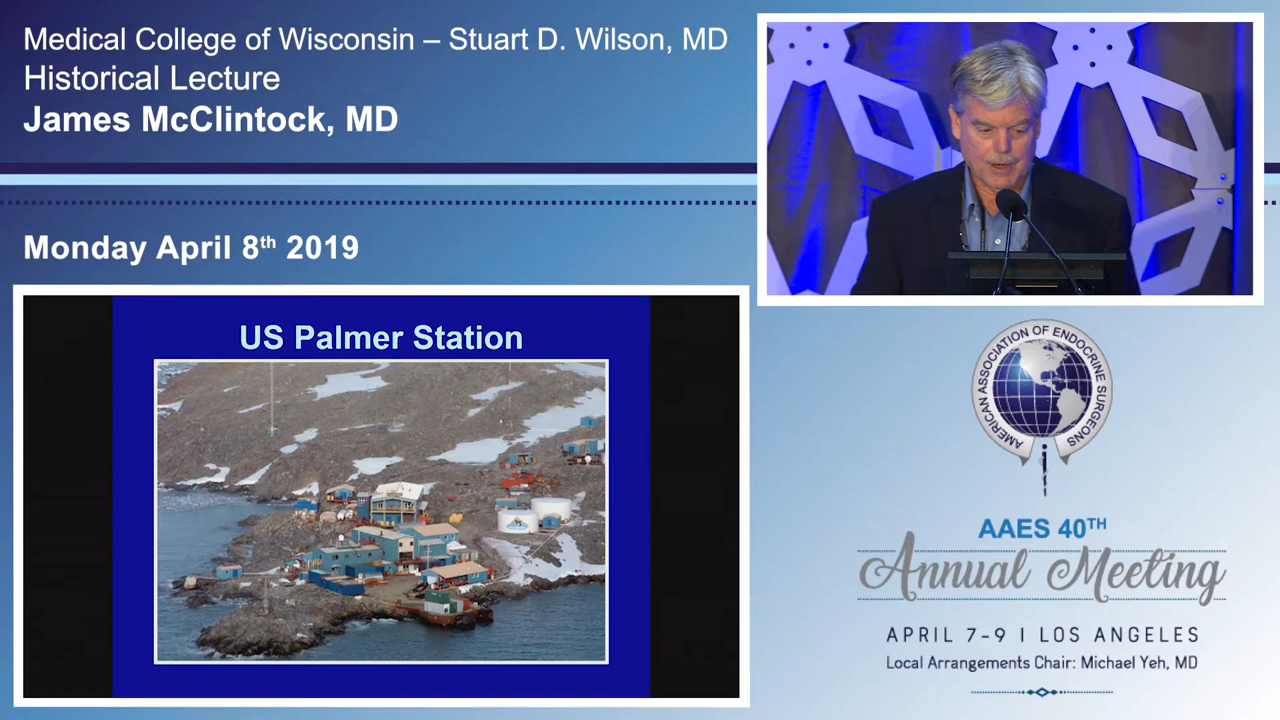 Medical College of Wisconsin – Stuart D. Wilson, MD
Historical Lecture
James McClintock, MD
Monday April 8th 2019
US Palmer Station
AMERICAN ASSOCIATION OF ENDOCRINE SURGEONS
AAES 40TH
Annual Meeting
APRIL 7-9 | LOS ANGELES
Local Arrangements Chair: Michael Yeh, MD